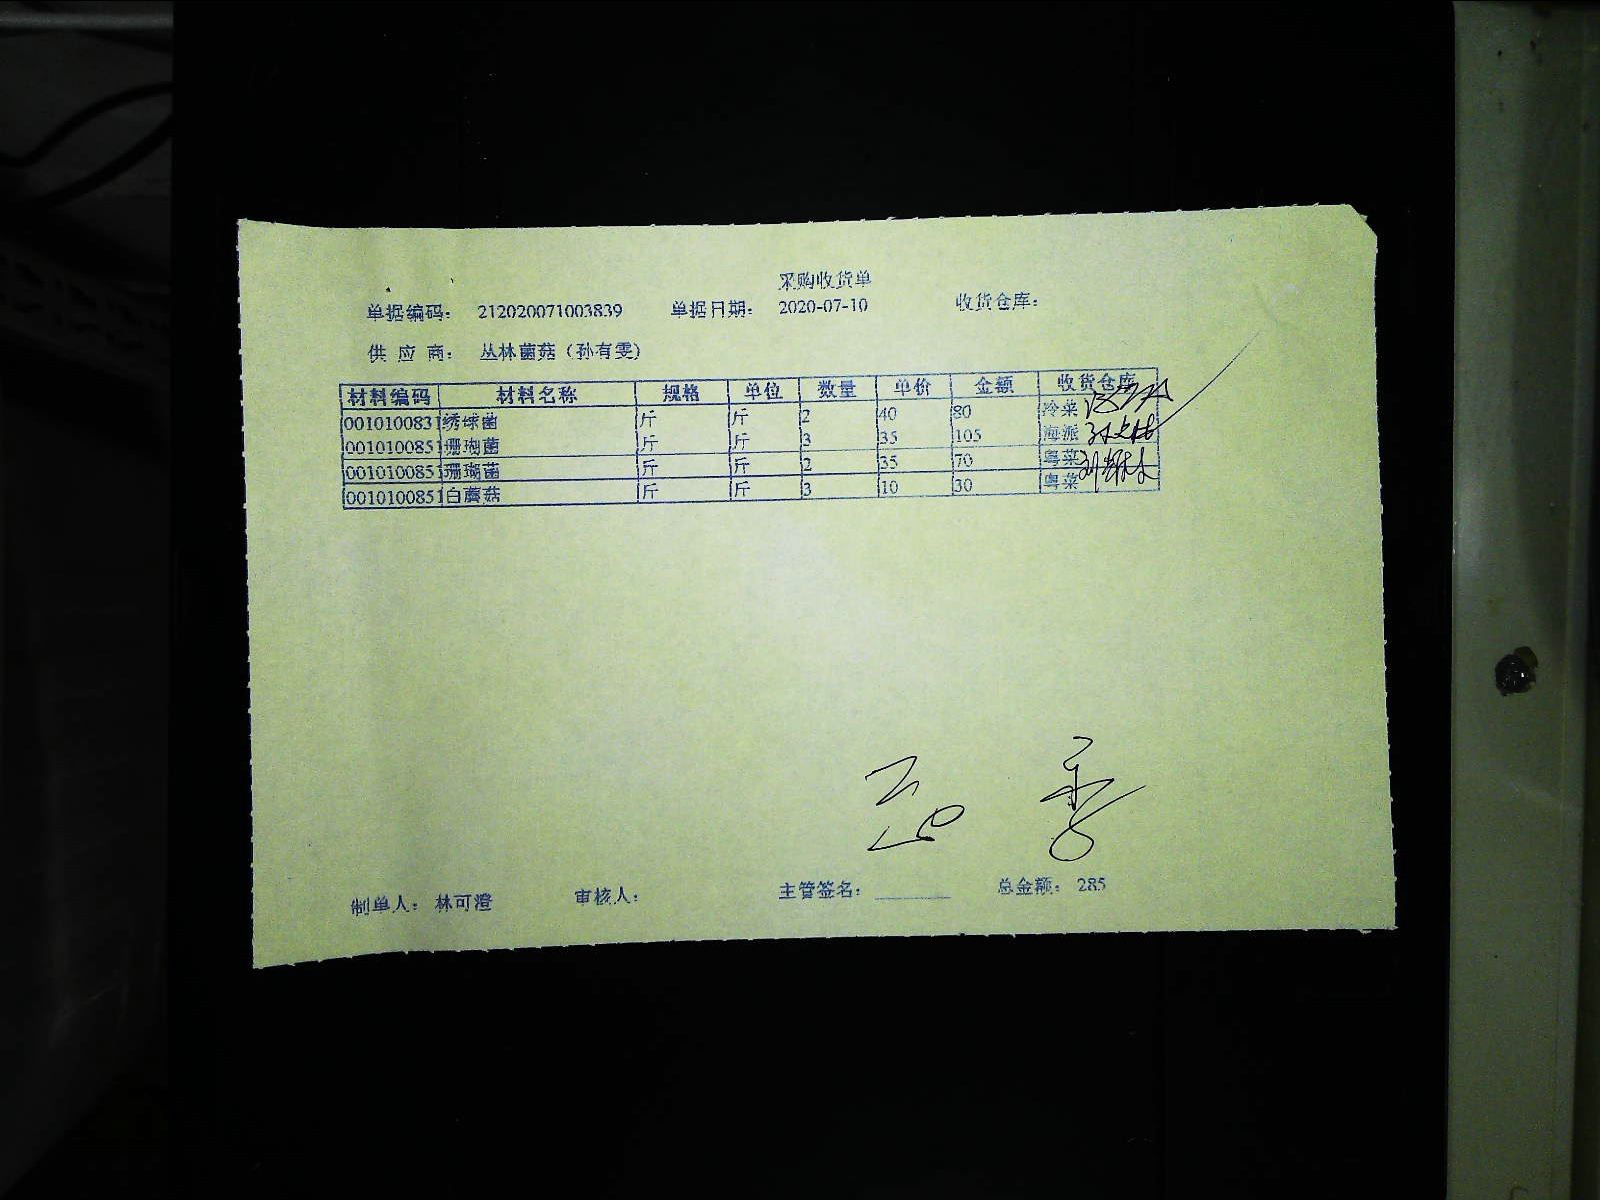 采购收货单
单据编码： 212020071003839 单据日期： 2020-07-10 收货仓库：
供 应 商： 丛林菌菇（孙有雯）
材料编码 材料名称 规格 单位 数量 单价 金额 收货仓库
0010100831 绣球菌 斤 斤 2 40 80 冷菜
0010100851 珊瑚菌 斤 斤 3 35 105 海派
0010100851 珊瑚菌 斤 斤 2 35 70 粤菜
0010100851 白蘑菇 斤 斤 3 10 30 粤菜
制单人： 林可澄 审核人： 主管签名： 总金额： 285